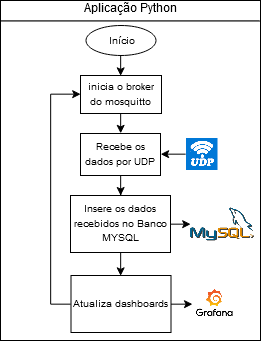 Aplicação Python
Início
inicia o broker
do mosquitto
Recebe os
dados por UDP
UDP
Insere os dados
recebidos no Banco
MYSQL
MySQL
Atualiza dashboards
Grafana